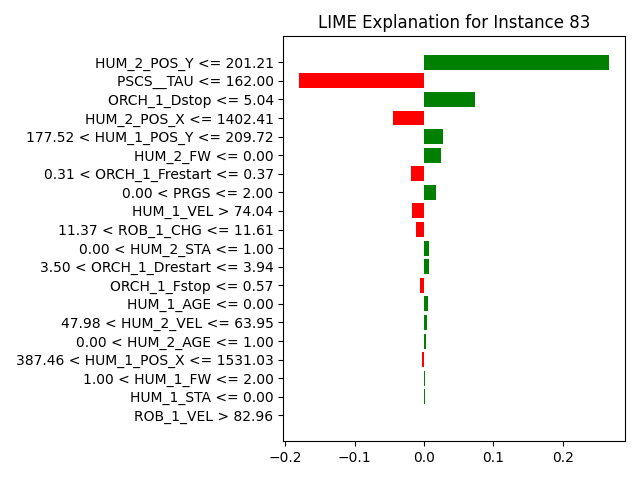 LIME Explanation for Instance 83
HUM_2_POS_Y <= 201.21
PSCS__TAU <= 162.00
ORCH_1_Dstop <= 5.04
HUM_2_POS_X <= 1402.41
177.52 < HUM_1_POS_Y <= 209.72
HUM_2_FW <= 0.00
0.31 < ORCH_1_Frestart <= 0.37
0.00 < PRGS <= 2.00
HUM_1_VEL > 74.04
11.37 < ROB_1_CHG <= 11.61
0.00 < HUM_2_STA <= 1.00
3.50 < ORCH_1_Drestart <= 3.94
ORCH_1_Fstop <= 0.57
HUM_1_AGE <= 0.00
47.98 < HUM_2_VEL <= 63.95
0.00 < HUM_2_AGE <= 1.00
387.46 < HUM_1_POS_X <= 1531.03
1.00 < HUM_1_FW <= 2.00
HUM_1_STA <= 0.00
ROB_1_VEL > 82.96
−0.2 −0.1 0.0 0.1 0.2